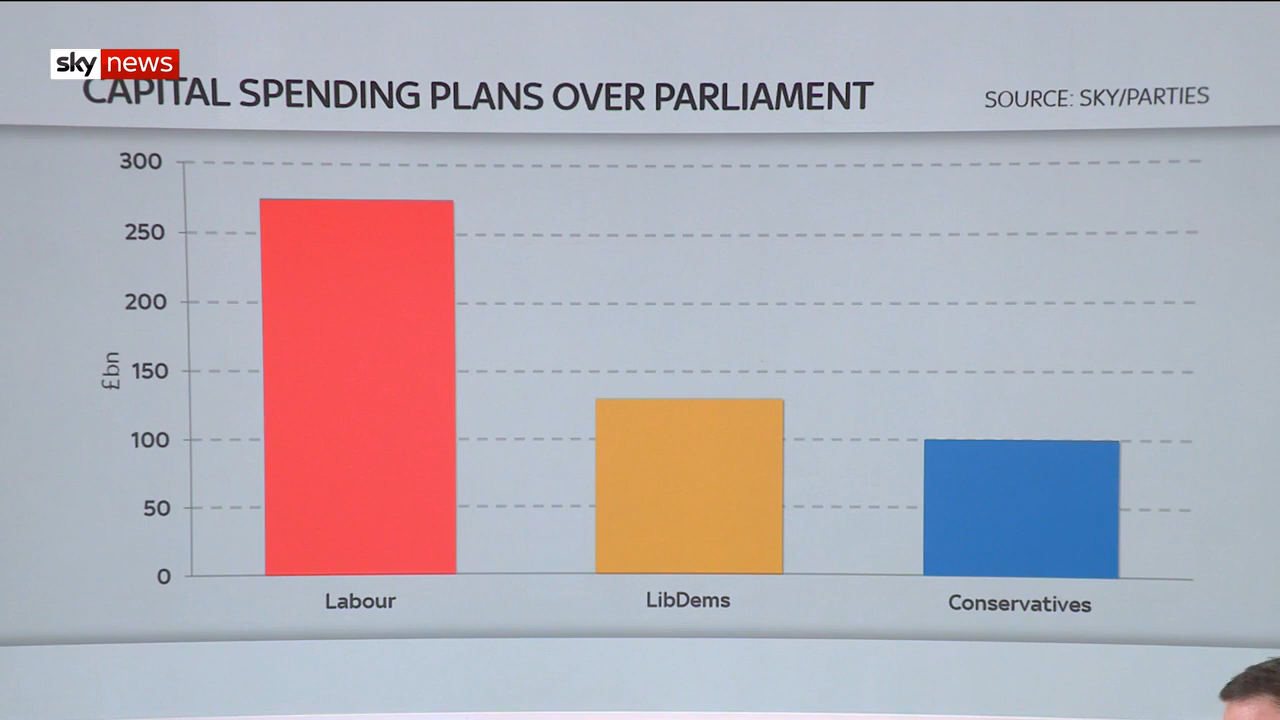 sky news
CAPITAL SPENDING PLANS OVER PARLIAMENT
SOURCE: SKY/PARTIES
300
250
200
£bn
150
100
50
0
Labour
LibDems
Conservatives